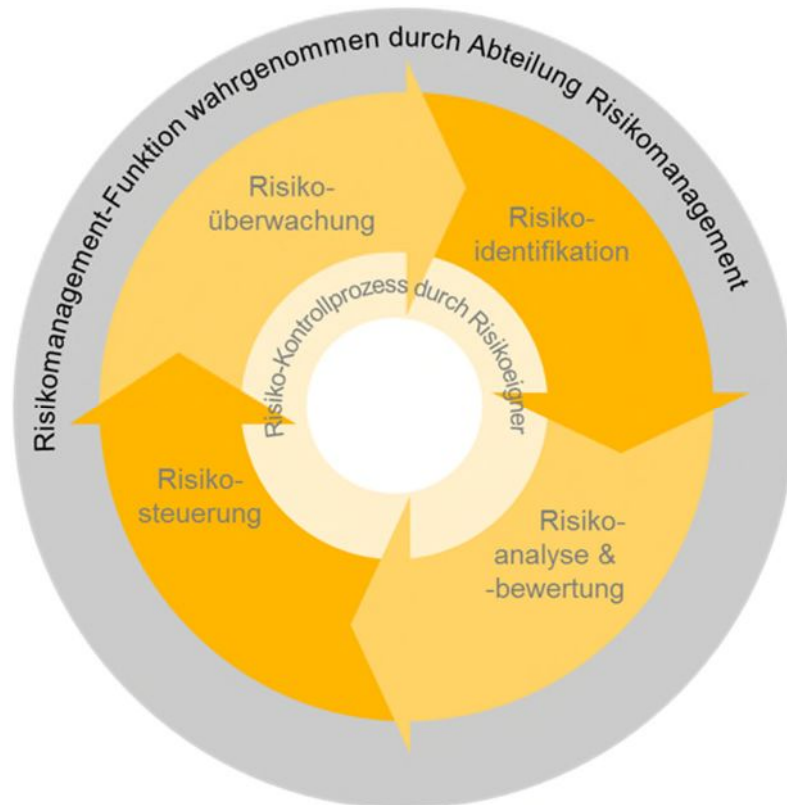 Risikomanagement-Funktion wahrgenommen durch Abteilung Risikomanagement
Risiko-
überwachung
Risiko-
identifikation
Risiko-Kontrollprozess durch Risikoeigner
Risiko-
steuerung
Risiko-
analyse &
-bewertung